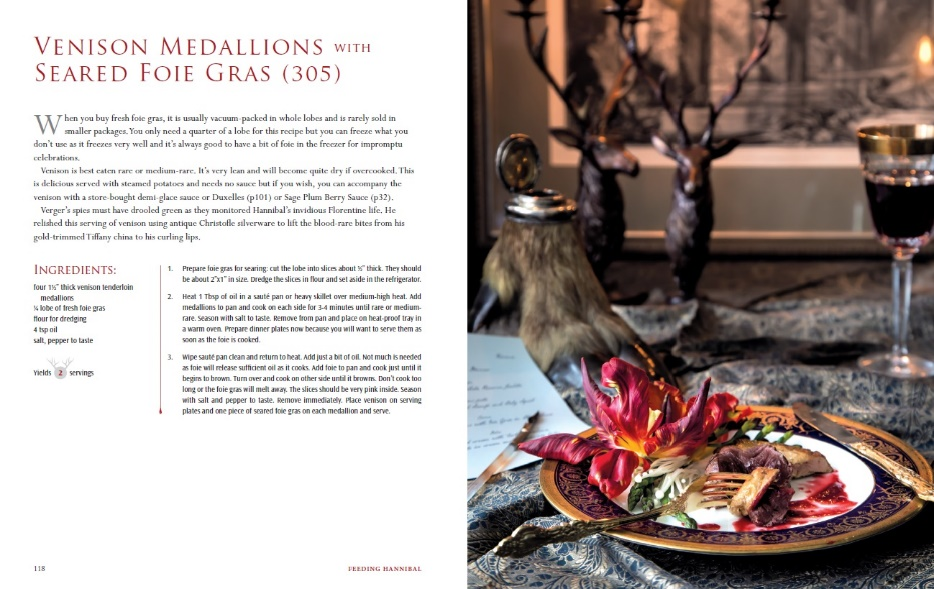 VENISON MEDALLIONS WITH
SEARED FOIE GRAS (305)
When you buy fresh foie gras, it is usually vacuum-packed in whole lobes and is rarely sold in
smaller packages. You only need a quarter of a lobe for this recipe but you can freeze what you
don't use as it freezes very well and it's always good to have a bit of foie in the freezer for impromptu
celebrations.
Venison is best eaten rare or medium-rare. It's very lean and will become quite dry if overcooked. This
is delicious served with steamed potatoes and needs no sauce but if you wish, you can accompany the
venison with a store-bought demi-glace sauce or Duxelles (p101) or Sage Plum Berry Sauce (p32).
Verger's spies must have drooled green as they monitored Hannibal's invidious Florentine life. He
relished this serving of venison using antique Christofle silverware to lift the blood-rare bites from his
gold-trimmed Tiffany china to his curling lips.
INGREDIENTS:
four 1½" thick venison tenderloin
medallions
¼ lobe of fresh foie gras
flour for dredging
4 tsp oil
salt, pepper to taste
Yields 2 servings
1. Prepare foie gras for searing: cut the lobe into slices about ½" thick. They should
be about 2"x1" in size. Dredge the slices in flour and set aside in the refrigerator.
2. Heat 1 Tbsp of oil in a sauté pan or heavy skillet over medium-high heat. Add
medallions to pan and cook on each side for 3-4 minutes until rare or medium-
rare. Season with salt to taste. Remove from pan and place on heat-proof tray in
a warm oven. Prepare dinner plates now because you will want to serve them as
soon as the foie is cooked.
3. Wipe sauté pan clean and return to heat. Add just a bit of oil. Not much is needed
as foie will release sufficient oil as it cooks. Add foie to pan and cook just until it
begins to brown. Turn over and cook on other side until it browns. Don't cook too
long or the foie gras will melt away. The slices should be very pink inside. Season
with salt and pepper to taste. Remove immediately. Place venison on serving
plates and one piece of seared foie gras on each medallion and serve.
118
FEEDING HANNIBAL